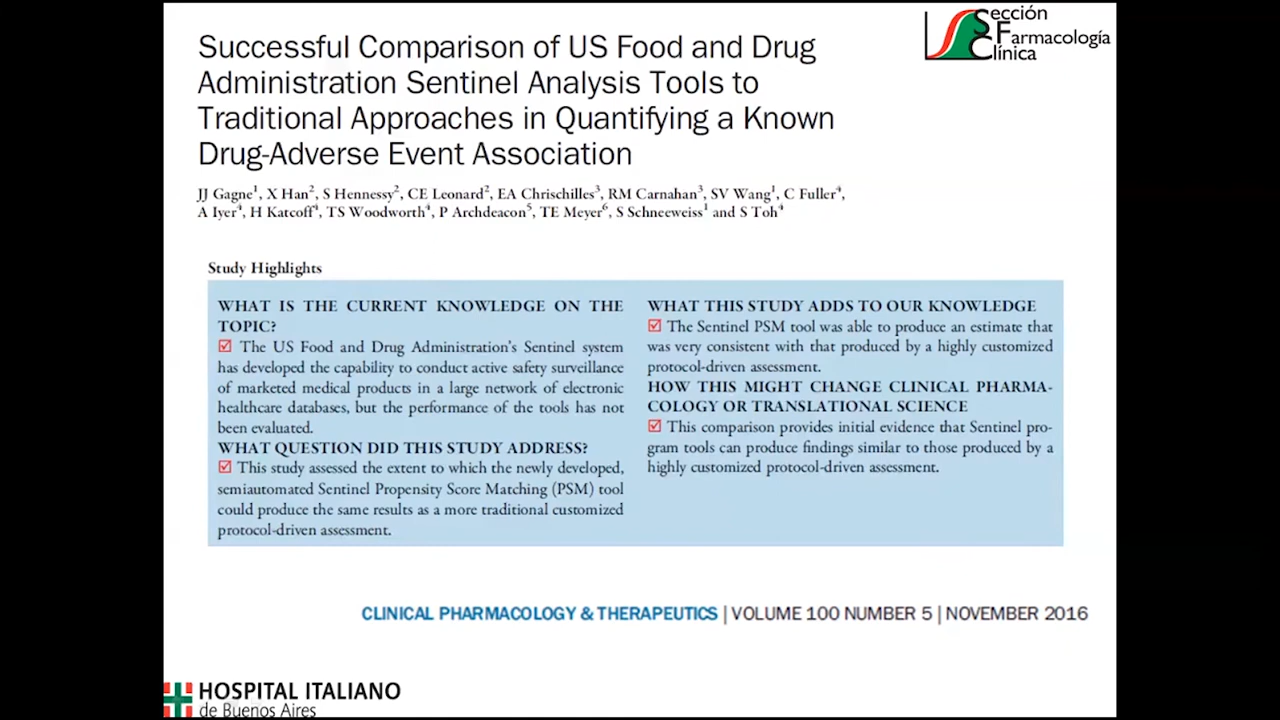 Sección
Farmacología
Clínica
Successful Comparison of US Food and Drug
Administration Sentinel Analysis Tools to
Traditional Approaches in Quantifying a Known
Drug-Adverse Event Association
JJ Gagne¹, X Han², S Hennessy², CE Leonard², EA Chrischilles³, RM Carnahan³, SV Wang¹, C Fuller⁴,
A Iyer⁴, H Katcoff⁴, TS Woodworth⁴, P Archdeacon⁵, TE Meyer⁶, S Schneeweiss¹ and S Toh⁴
Study Highlights
WHAT IS THE CURRENT KNOWLEDGE ON THE
TOPIC?
☑ The US Food and Drug Administration's Sentinel system
has developed the capability to conduct active safety surveillance
of marketed medical products in a large network of electronic
healthcare databases, but the performance of the tools has not
been evaluated.
WHAT QUESTION DID THIS STUDY ADDRESS?
☑ This study assessed the extent to which the newly developed,
semiautomated Sentinel Propensity Score Matching (PSM) tool
could produce the same results as a more traditional customized
protocol-driven assessment.
WHAT THIS STUDY ADDS TO OUR KNOWLEDGE
☑ The Sentinel PSM tool was able to produce an estimate that
was very consistent with that produced by a highly customized
protocol-driven assessment.
HOW THIS MIGHT CHANGE CLINICAL PHARMA-
COLOGY OR TRANSLATIONAL SCIENCE
☑ This comparison provides initial evidence that Sentinel pro-
gram tools can produce findings similar to those produced by a
highly customized protocol-driven assessment.
CLINICAL PHARMACOLOGY & THERAPEUTICS | VOLUME 100 NUMBER 5 | NOVEMBER 2016
HOSPITAL ITALIANO
de Buenos Aires